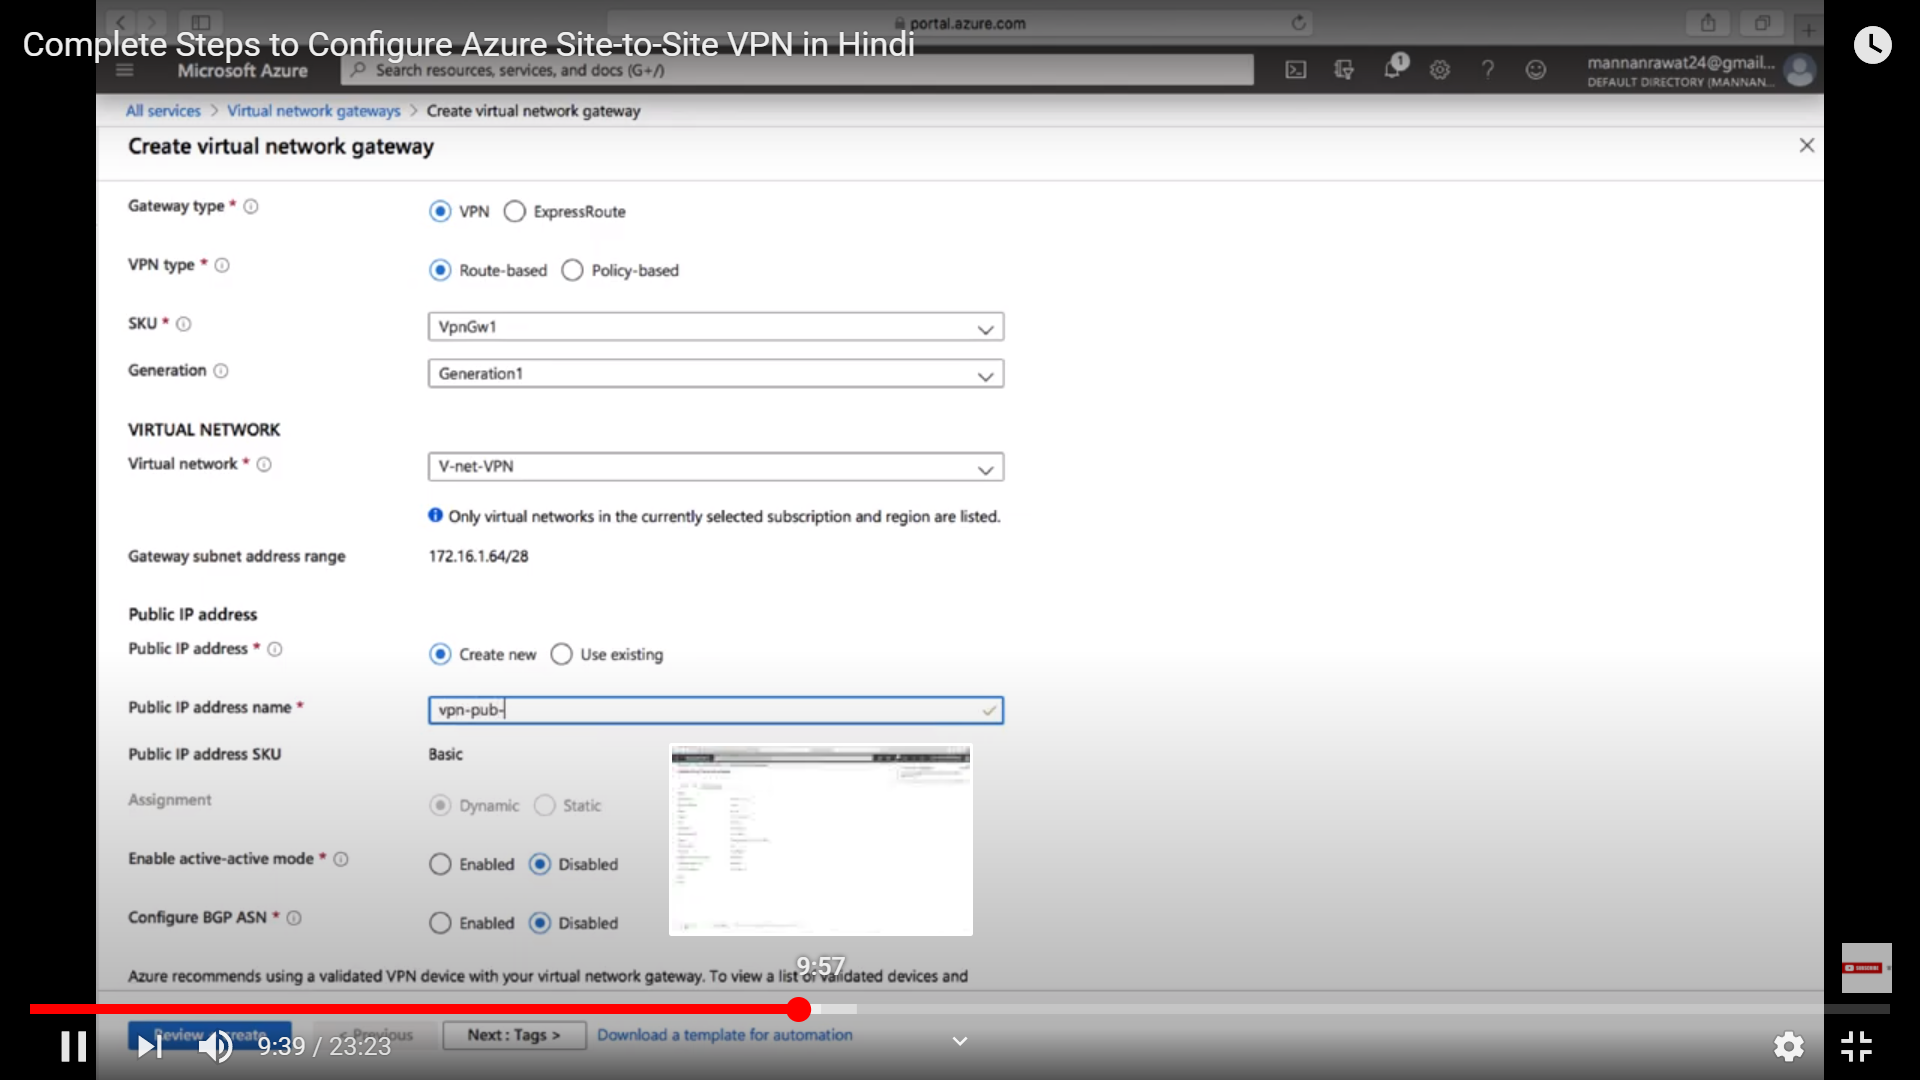 portal.azure.com
Complete Steps to Configure Azure Site-to-Site VPN in Hindi
Microsoft Azure
Search resources, services, and docs (G+/)
1
mannanrawat24@gmail...
DEFAULT DIRECTORY (MANNAN...
All services > Virtual network gateways > Create virtual network gateway
Create virtual network gateway
Gateway type *
VPN ExpressRoute
VPN type *
Route-based Policy-based
SKU *
VpnGw1
Generation
Generation1
VIRTUAL NETWORK
Virtual network *
V-net-VPN
Only virtual networks in the currently selected subscription and region are listed.
Gateway subnet address range
172.16.1.64/28
Public IP address
Public IP address *
Create new Use existing
Public IP address name *
vpn-pub-
Public IP address SKU
Basic
Assignment
Dynamic Static
Enable active-active mode *
Enabled Disabled
Configure BGP ASN *
Enabled Disabled
9:57
Azure recommends using a validated VPN device with your virtual network gateway. To view a list of validated devices and
SUBSCRIBE
Review + create
< Previous
Next : Tags >
Download a template for automation
9:39 / 23:23